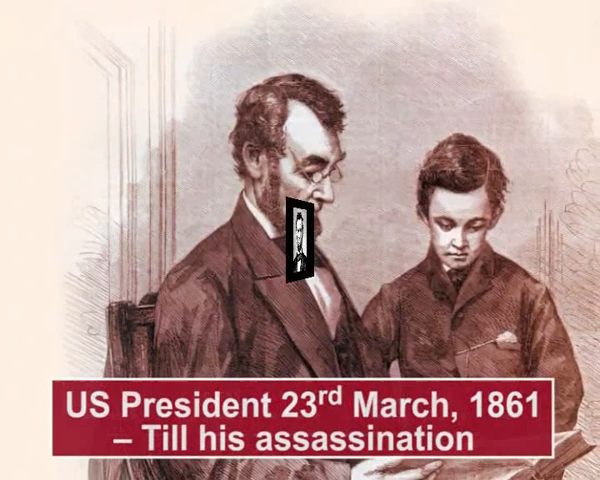 US President 23rd March, 1861
– Till his assassination